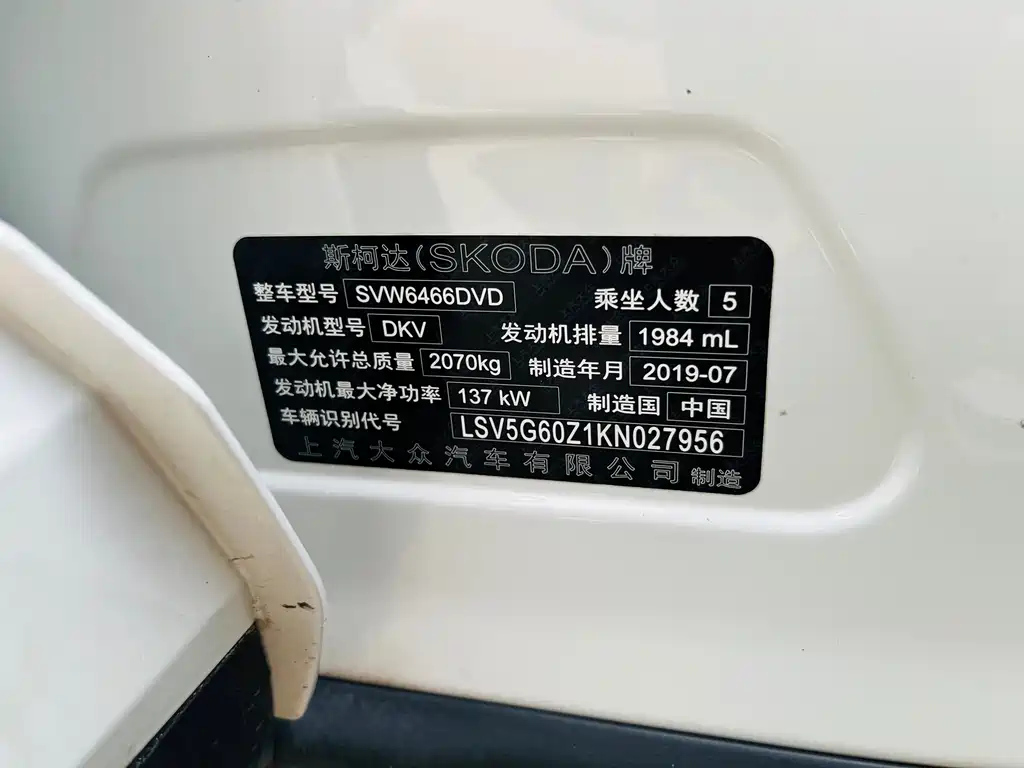 斯柯达(SKODA)牌
整车型号 SVW6466DVD 乘坐人数 5
发动机型号 DKV 发动机排量 1984 mL
最大允许总质量 2070kg 制造年月 2019-07
发动机最大净功率 137 kW 制造国 中国
车辆识别代号 LSV5G60Z1KN027956
上汽大众汽车有限公司 制造